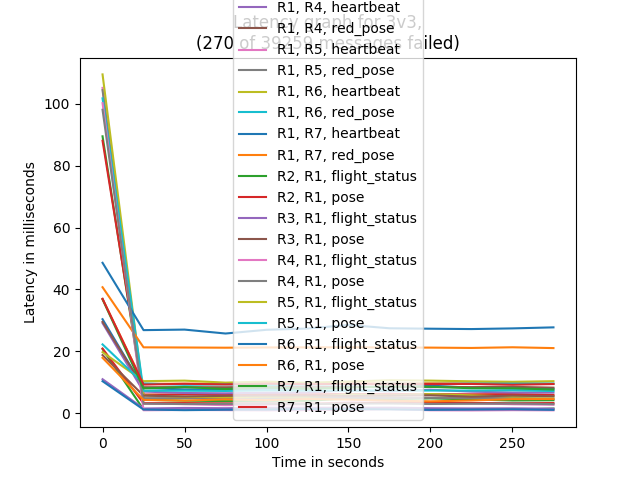 R1, R4, heartbeat
Latency graph for 3v3,
R1, R4, red_pose
(270 of 39259 messages failed)
R1, R5, heartbeat
R1, R5, red_pose
R1, R6, heartbeat
R1, R6, red_pose
R1, R7, heartbeat
R1, R7, red_pose
R2, R1, flight_status
R2, R1, pose
R3, R1, flight_status
R3, R1, pose
R4, R1, flight_status
R4, R1, pose
R5, R1, flight_status
R5, R1, pose
R6, R1, flight_status
R6, R1, pose
R7, R1, flight_status
R7, R1, pose
Latency in milliseconds
100
80
60
40
20
0
0 50 100 150 200 250
Time in seconds